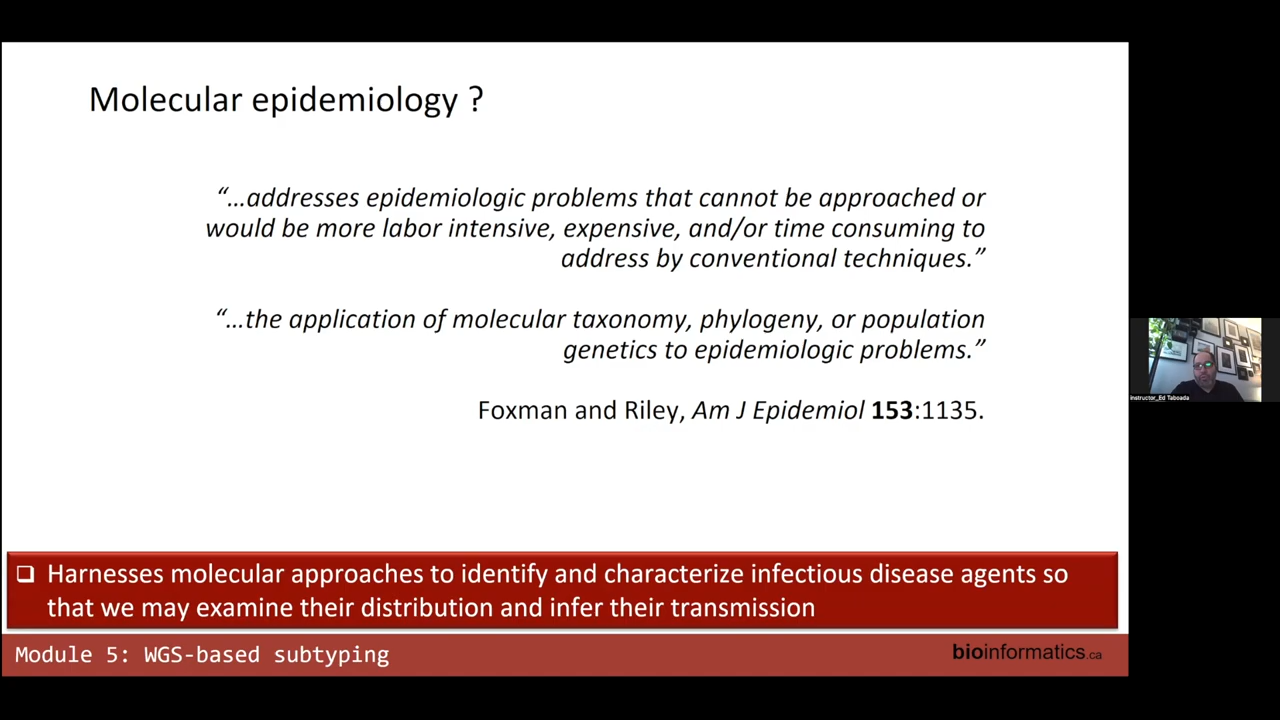 Molecular epidemiology ?
“…addresses epidemiologic problems that cannot be approached or
would be more labor intensive, expensive, and/or time consuming to
address by conventional techniques.”
“…the application of molecular taxonomy, phylogeny, or population
genetics to epidemiologic problems.”
Foxman and Riley, Am J Epidemiol 153:1135.
instructor_Ed Taboada
Harnesses molecular approaches to identify and characterize infectious disease agents so
that we may examine their distribution and infer their transmission
Module 5: WGS-based subtyping
bioinformatics.ca